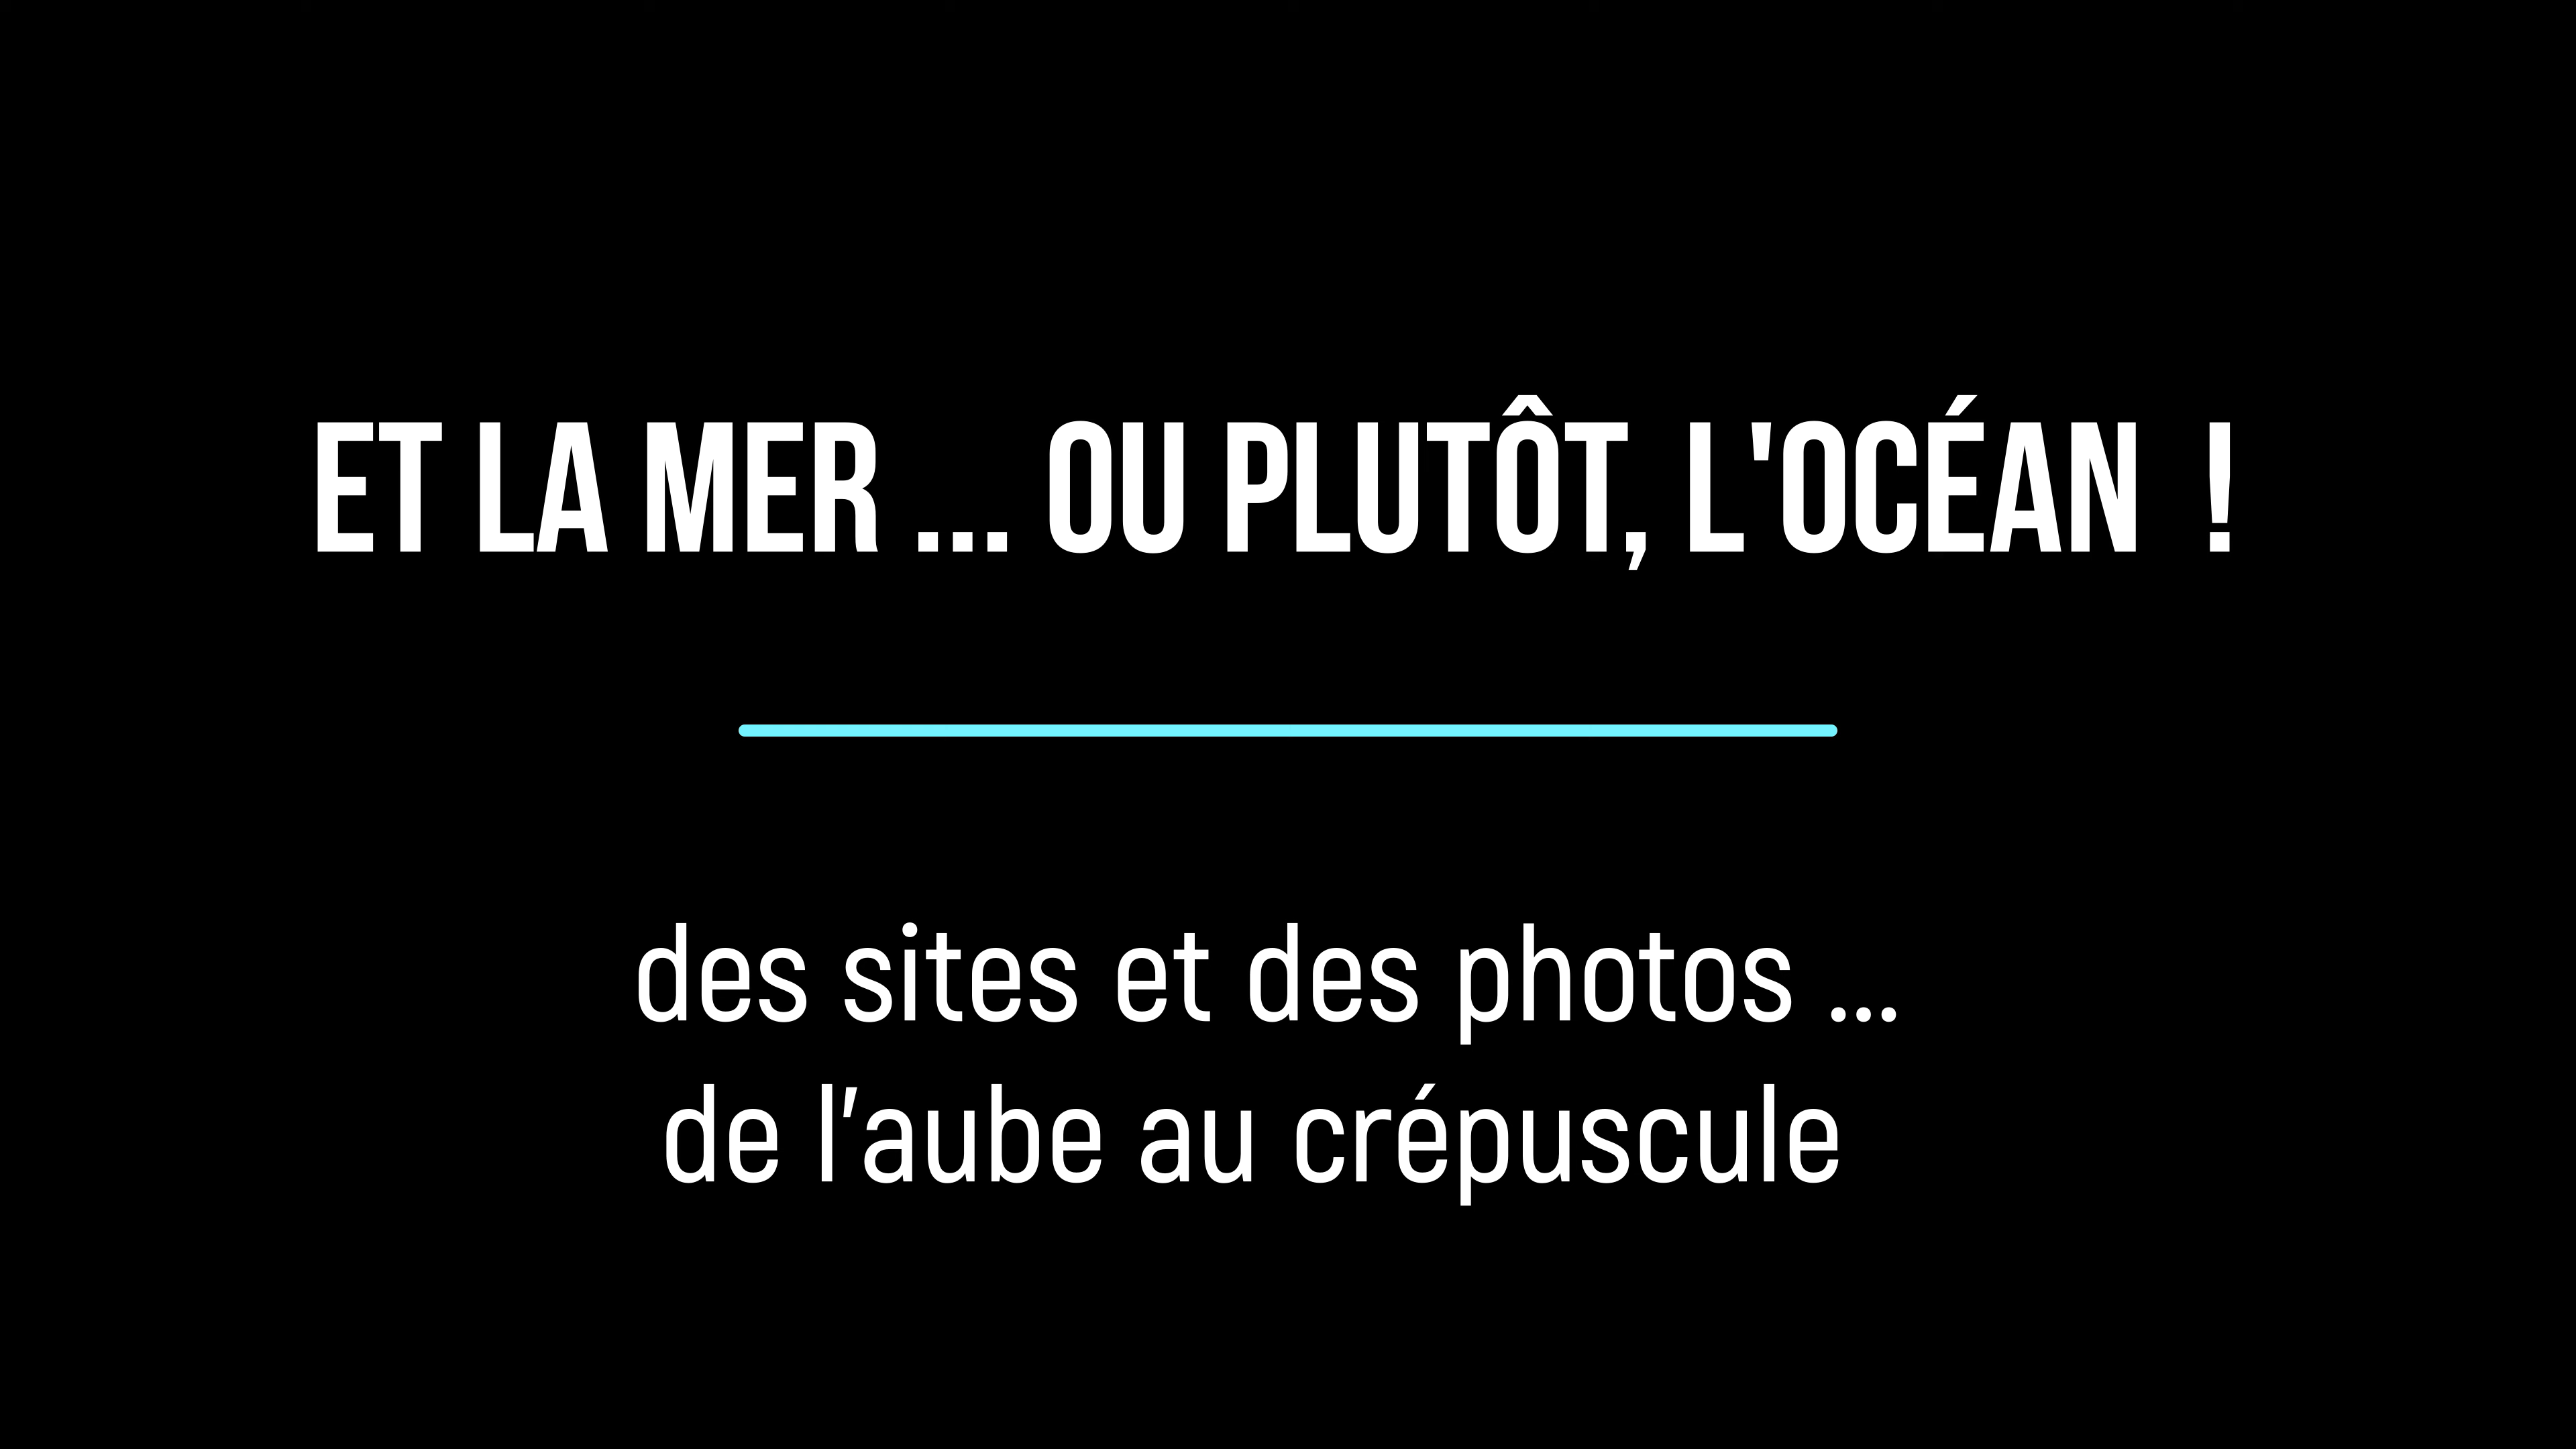 ET LA MER ... OU PLUTÔT, L'OCÉAN !
des sites et des photos ...
de l'aube au crépuscule